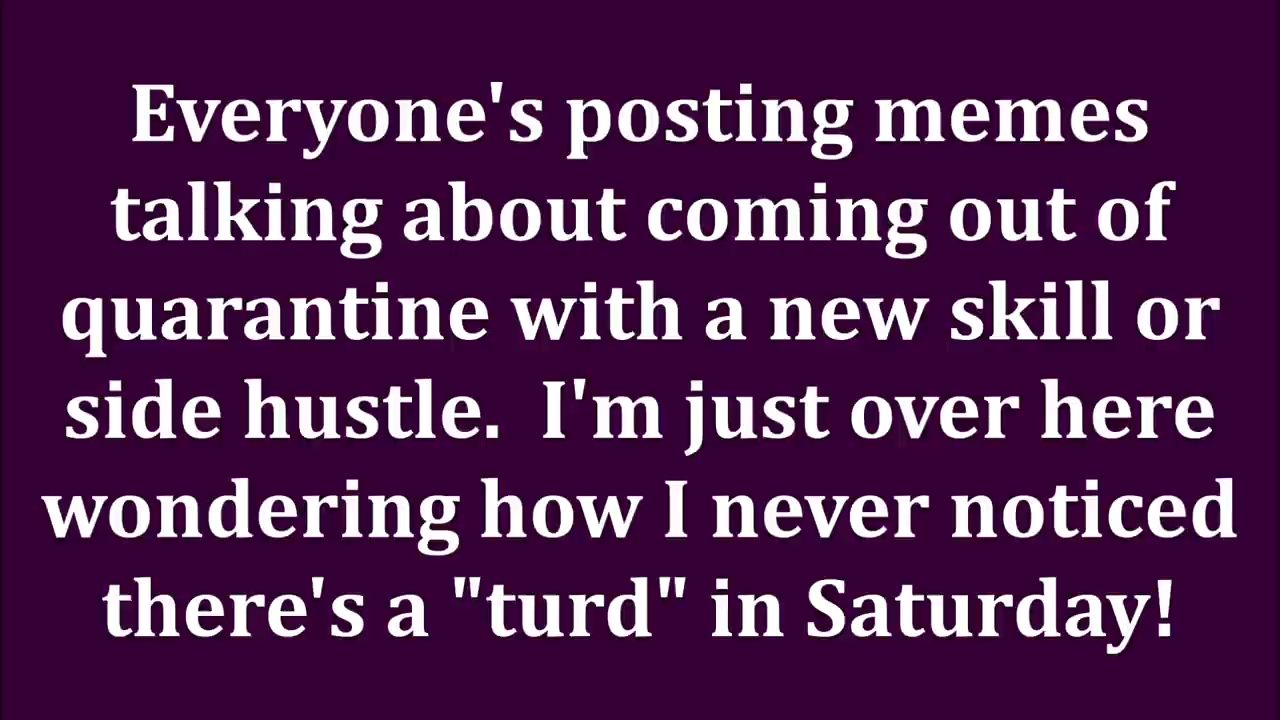 Everyone's posting memes
talking about coming out of
quarantine with a new skill or
side hustle.  I'm just over here
wondering how I never noticed
there's a "turd" in Saturday!